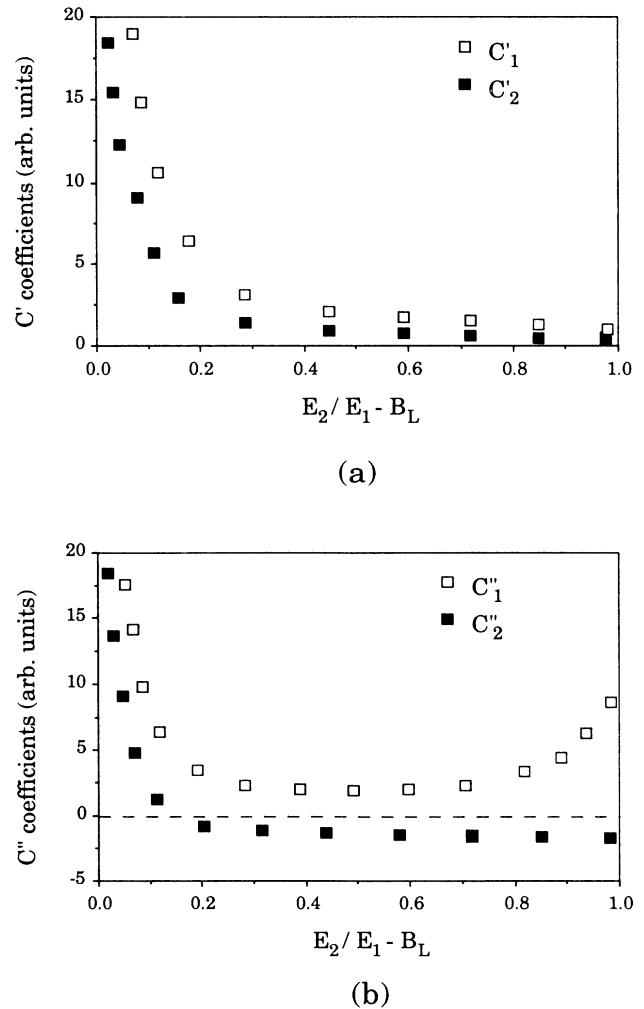 20
15
10
5
0
C' coefficients (arb. units)
C'1
C'2
0.0 0.2 0.4 0.6 0.8 1.0
E2 / E1 - BL
(a)
20
15
10
5
0
-5
C'' coefficients (arb. units)
C''1
C''2
0.0 0.2 0.4 0.6 0.8 1.0
E2 / E1 - BL
(b)